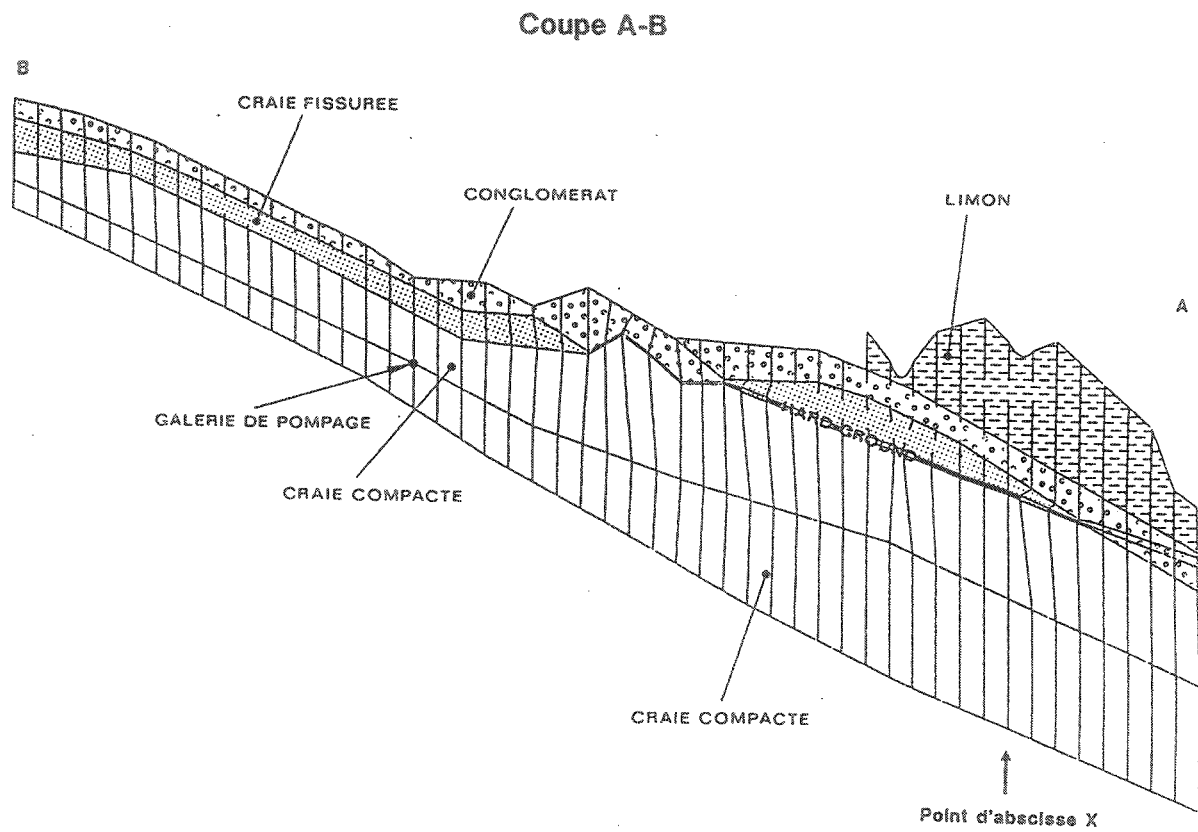 Coupe A-B
B
CRAIE FISSUREE
CONGLOMERAT
LIMON
A
HARD-GROUND
GALERIE DE POMPAGE
CRAIE COMPACTE
CRAIE COMPACTE
Point d'abscisse X